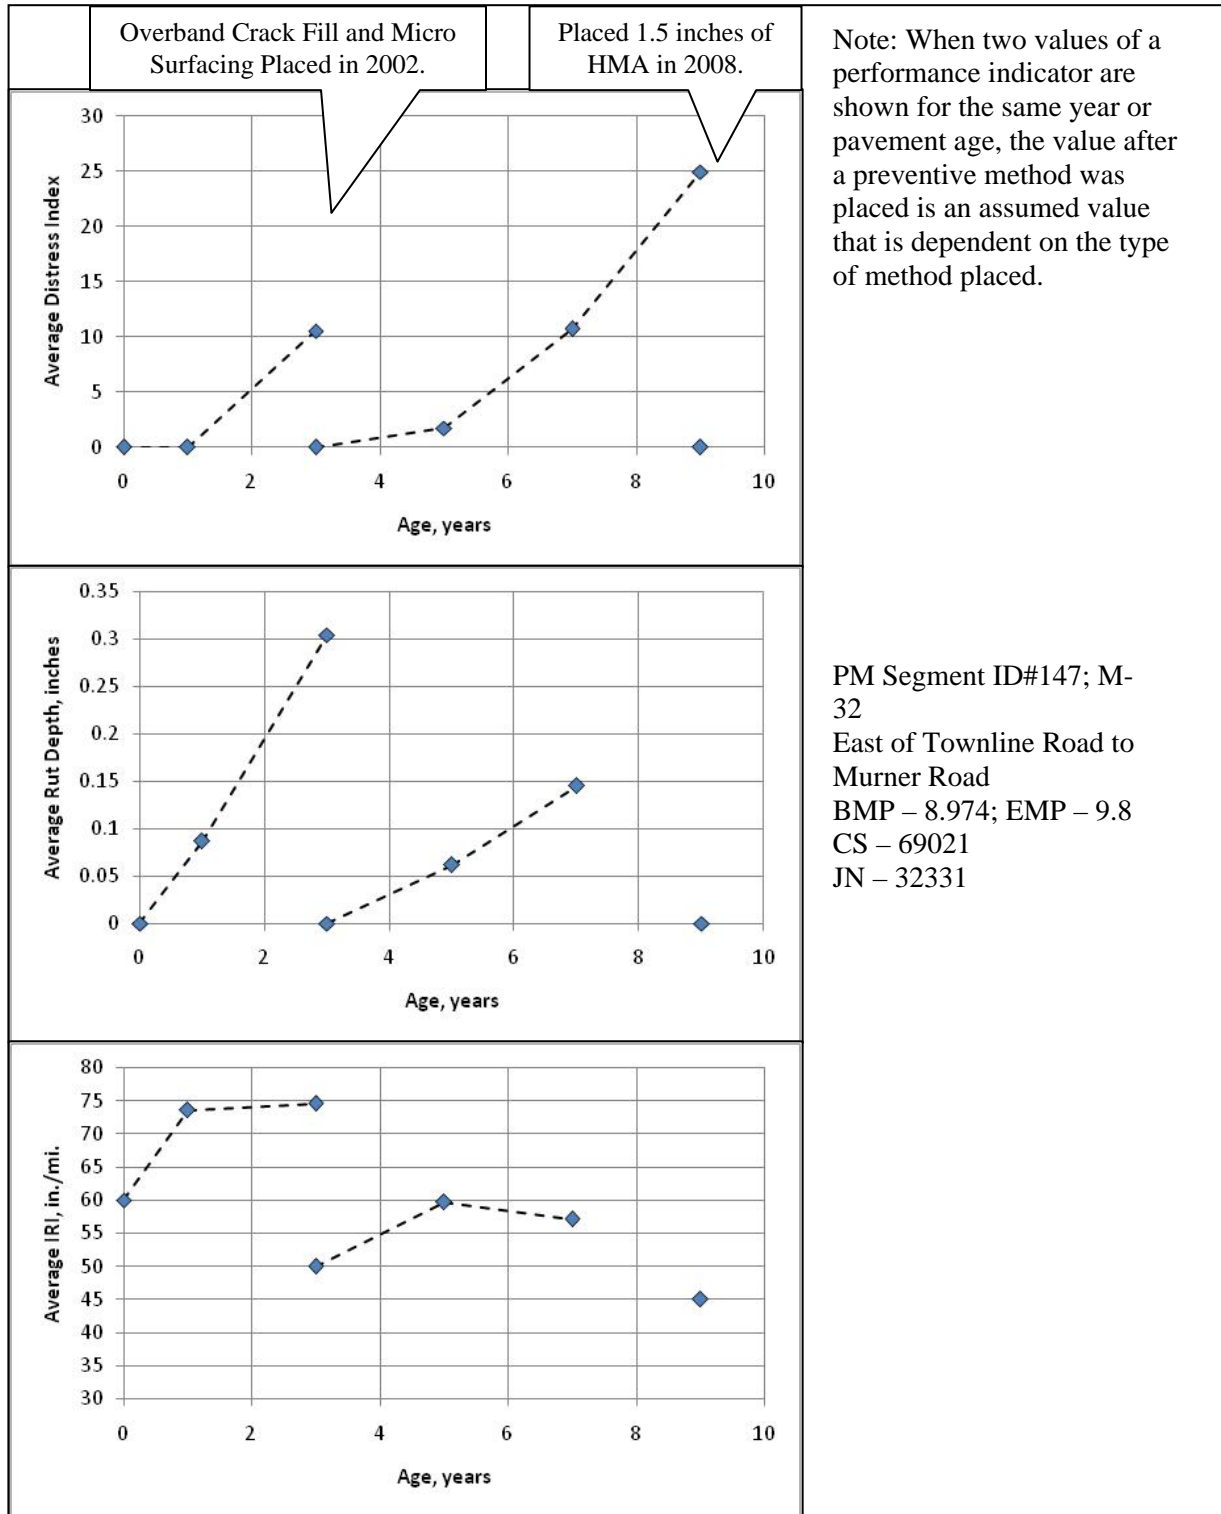 Overband Crack Fill and Micro
Surfacing Placed in 2002.
Placed 1.5 inches of
HMA in 2008.
Note: When two values of a
performance indicator are
shown for the same year or
pavement age, the value after
a preventive method was
placed is an assumed value
that is dependent on the type
of method placed.
Average Distress Index
30
25
20
15
10
5
0
0 2 4 6 8 10
Age, years
Average Rut Depth, inches
0.35
0.3
0.25
0.2
0.15
0.1
0.05
0
0 2 4 6 8 10
Age, years
PM Segment ID#147; M-
32
East of Townline Road to
Murner Road
BMP – 8.974; EMP – 9.8
CS – 69021
JN – 32331
Average IRI, in./mi.
80
75
70
65
60
55
50
45
40
35
30
0 2 4 6 8 10
Age, years